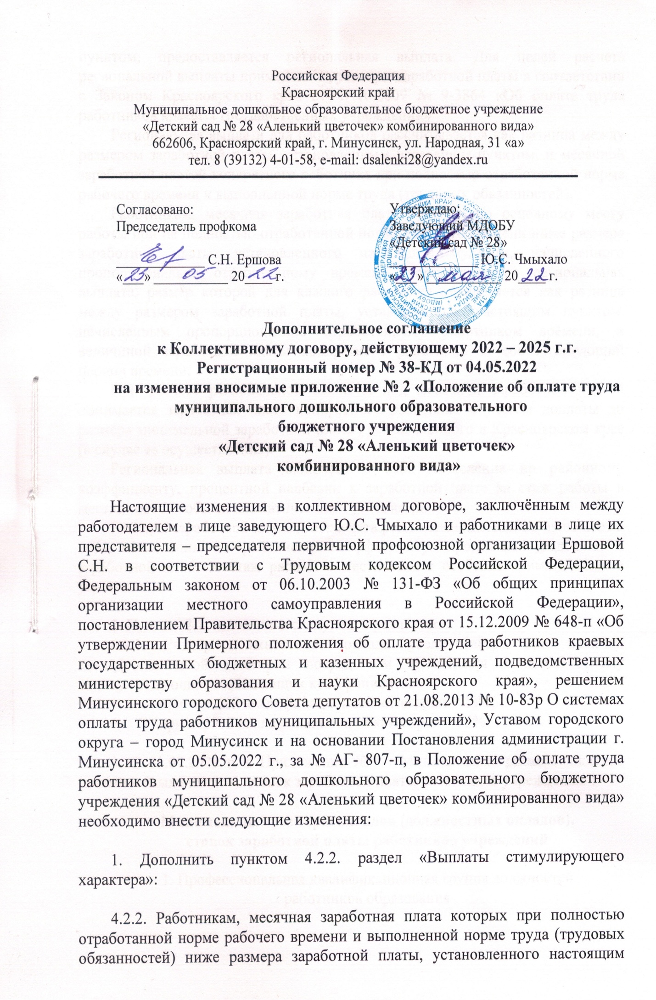 Российская Федерация
Красноярский край
Муниципальное дошкольное образовательное бюджетное учреждение
«Детский сад № 28 «Аленький цветочек» комбинированного вида»
662606, Красноярский край, г. Минусинск, ул. Народная, 31 «а»
тел. 8 (39132) 4-01-58, e-mail: dsalenki28@yandex.ru
Согласовано:
Председатель профкома
С.Н. Ершова
«23» 05 2022г.
Утверждаю:
Заведующий МДОБУ
«Детский сад № 28»
Ю.С. Чмыхало
«23» мая 2022г.
Дополнительное соглашение
к Коллективному договору, действующему 2022 – 2025 г.г.
Регистрационный номер № 38-КД от 04.05.2022
на изменения вносимые приложение № 2 «Положение об оплате труда
муниципального дошкольного образовательного
бюджетного учреждения
«Детский сад № 28 «Аленький цветочек»
комбинированного вида»
Настоящие изменения в коллективном договоре, заключённым между
работодателем в лице заведующего Ю.С. Чмыхало и работниками в лице их
представителя – председателя первичной профсоюзной организации Ершовой
С.Н. в соответствии с Трудовым кодексом Российской Федерации,
Федеральным законом от 06.10.2003 № 131-ФЗ «Об общих принципах
организации местного самоуправления в Российской Федерации»,
постановлением Правительства Красноярского края от 15.12.2009 № 648-п «Об
утверждении Примерного положения об оплате труда работников краевых
государственных бюджетных и казенных учреждений, подведомственных
министерству образования и науки Красноярского края», решением
Минусинского городского Совета депутатов от 21.08.2013 № 10-83р О системах
оплаты труда работников муниципальных учреждений», Уставом городского
округа – город Минусинск и на основании Постановления администрации г.
Минусинска от 05.05.2022 г., за № АГ- 807-п, в Положение об оплате труда
работников муниципального дошкольного образовательного бюджетного
учреждения «Детский сад № 28 «Аленький цветочек» комбинированного вида»
необходимо внести следующие изменения:
1. Дополнить пунктом 4.2.2. раздел «Выплаты стимулирующего
характера»:
4.2.2. Работникам, месячная заработная плата которых при полностью
отработанной норме рабочего времени и выполненной норме труда (трудовых
обязанностей) ниже размера заработной платы, установленного настоящим